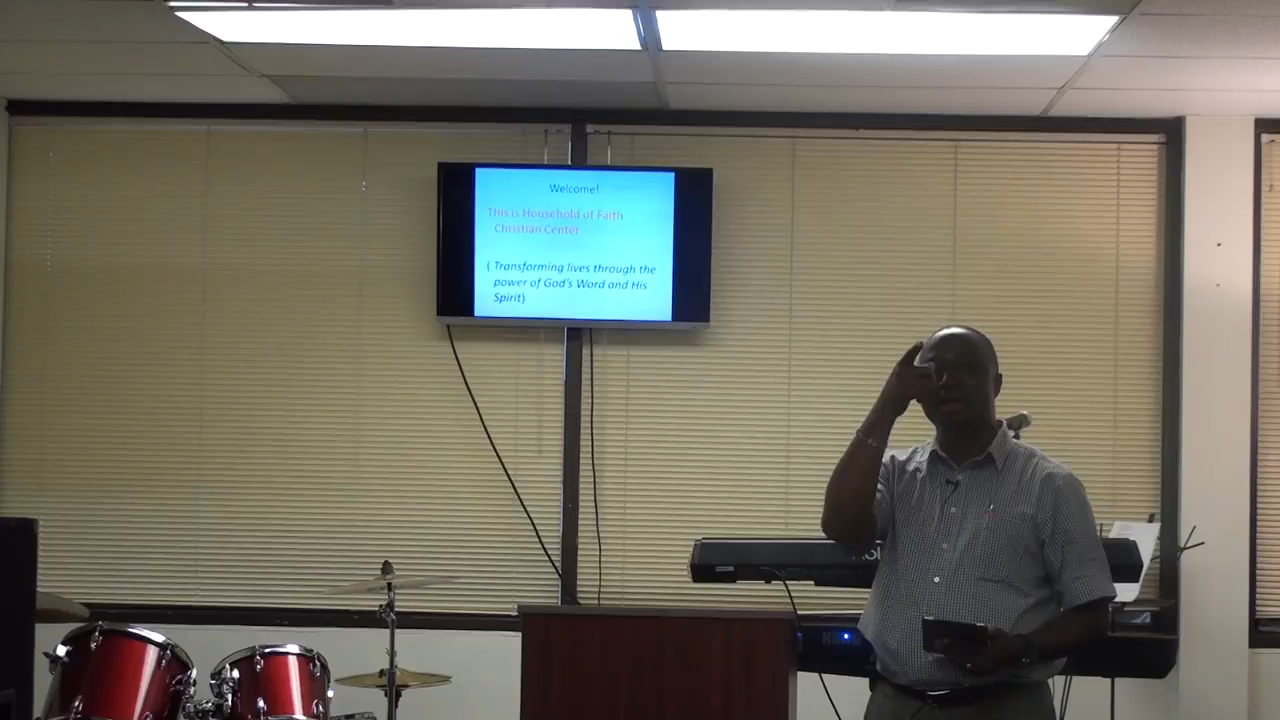 Welcome!
This is Household of Faith
Christian Center
( Transforming lives through the
power of God's Word and His
Spirit)